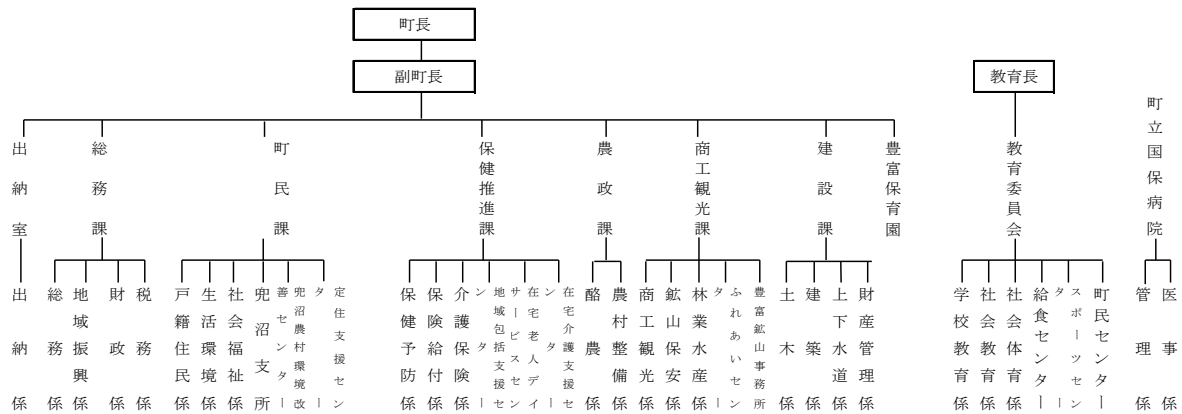 町長
副町長
教育長
出納室
総務課
町民課
保健推進課
農政課
商工観光課
建設課
豊富保育園
教育委員会
町立国保病院
出納係
総務係
地域振興係
財政係
税務係
戸籍住民係
生活環境係
社会福祉係
兜沼支所
兜沼農村環境改
善センター
定住支援セン
ター
保健予防係
保険給付係
介護保険係
地域包括支援セ
ンター
在宅老人デイ
サービスセン
ター
在宅介護支援セ
ンター
酪農係
農村整備係
商工観光係
鉱山保安係
林業水産係
ふれあいセン
ター
豊富鉱山事務所
土木係
建築係
上下水道係
財産管理係
学校教育係
社会教育係
社会体育係
給食センター
スポーツセン
ター
町民センター
管理係
医事係